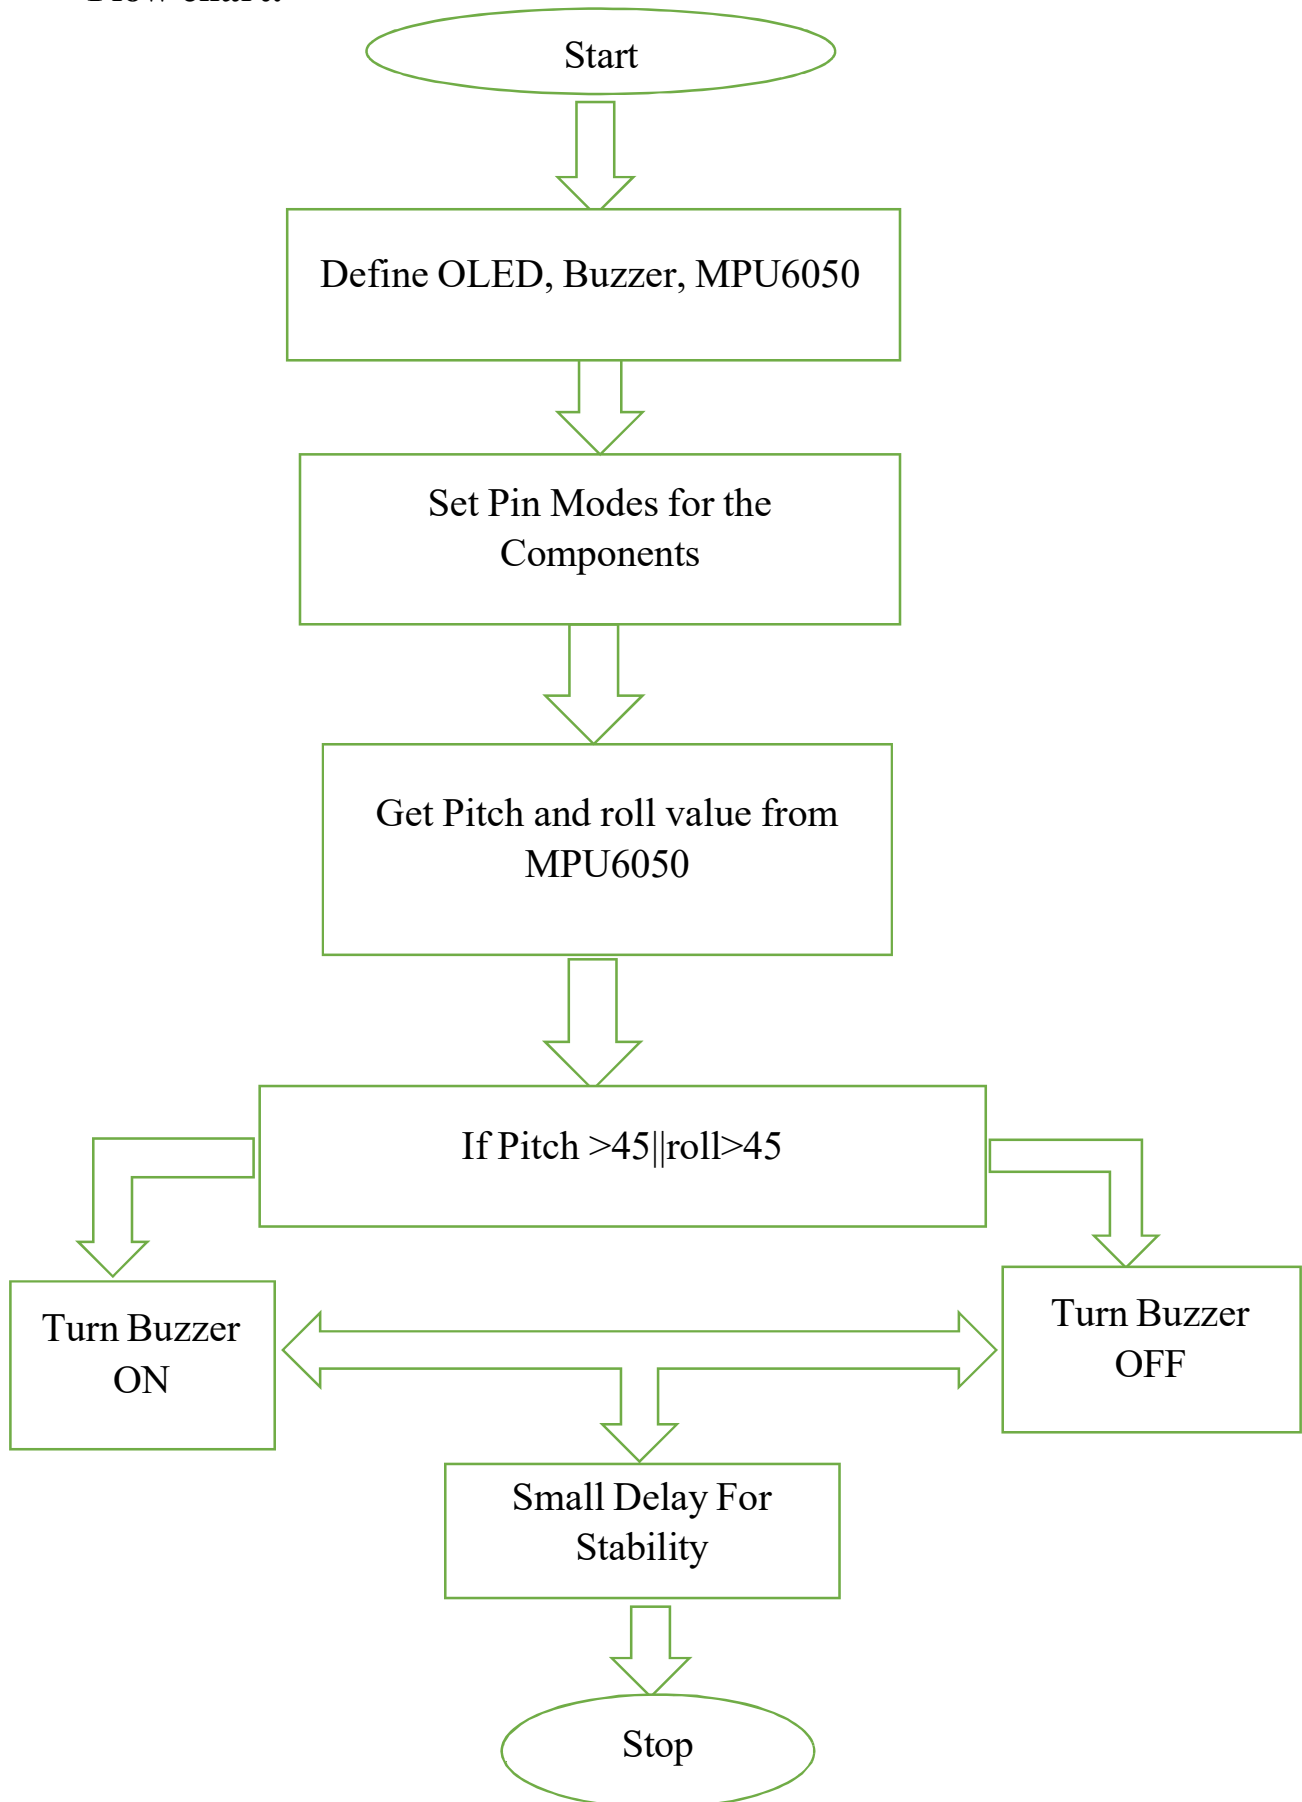 Start
Define OLED, Buzzer, MPU6050
Set Pin Modes for the
Components
Get Pitch and roll value from
MPU6050
If Pitch >45||roll>45
Turn Buzzer
ON
Turn Buzzer
OFF
Small Delay For
Stability
Stop